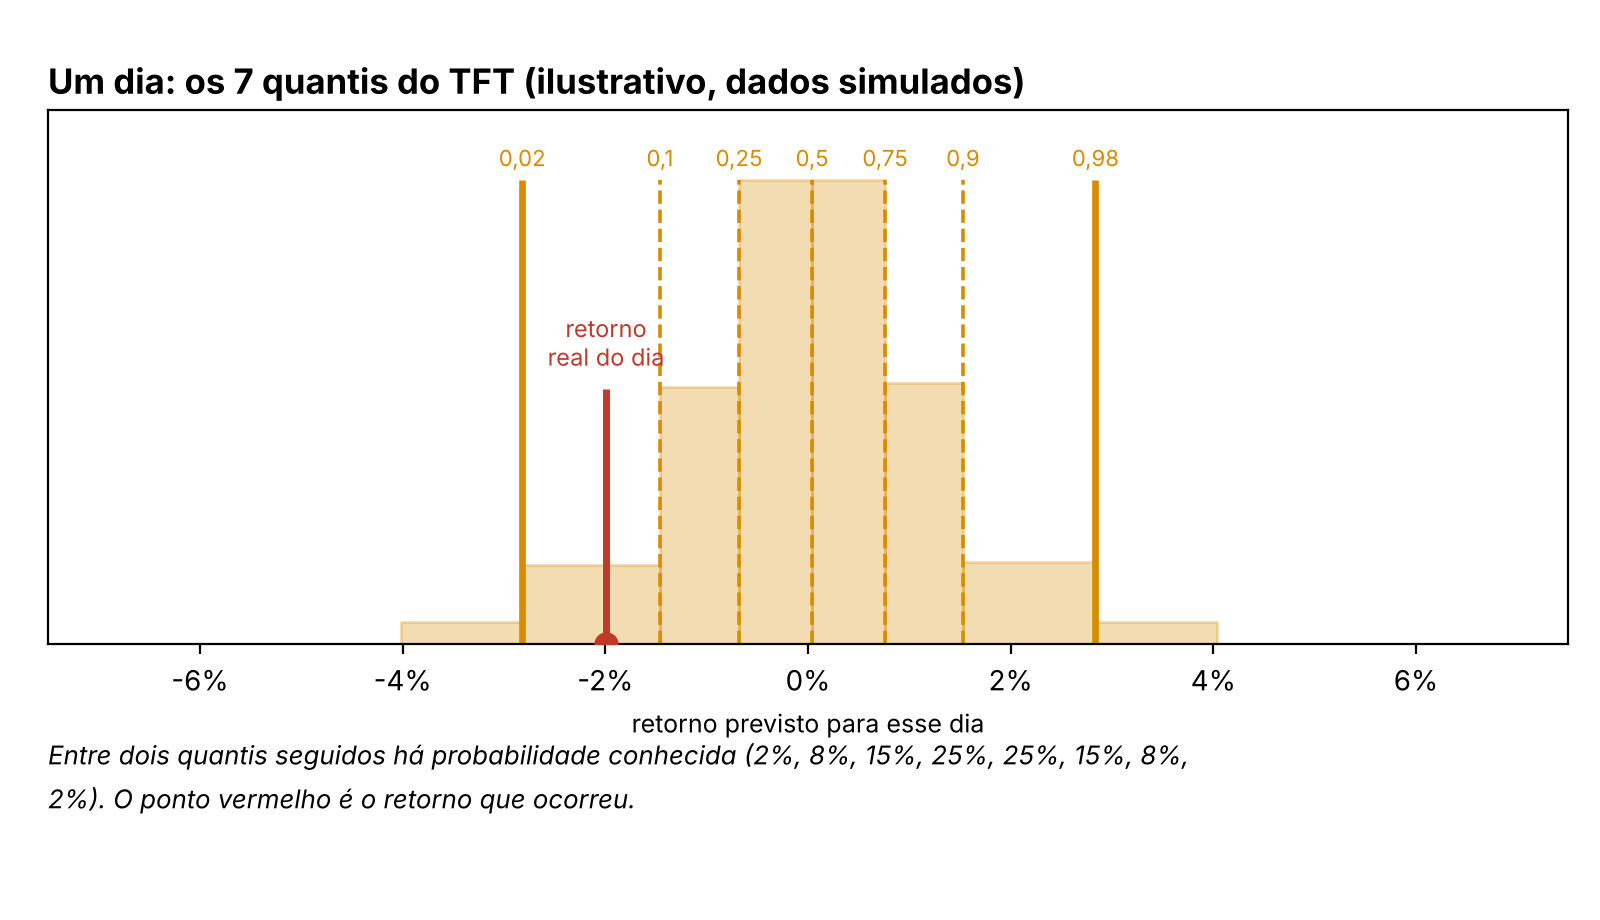 Um dia: os 7 quantis do TFT (ilustrativo, dados simulados)
0,02 0,1 0,25 0,5 0,75 0,9 0,98
retorno
real do dia
-6% -4% -2% 0% 2% 4% 6%
retorno previsto para esse dia
Entre dois quantis seguidos há probabilidade conhecida (2%, 8%, 15%, 25%, 25%, 15%, 8%,
2%). O ponto vermelho é o retorno que ocorreu.